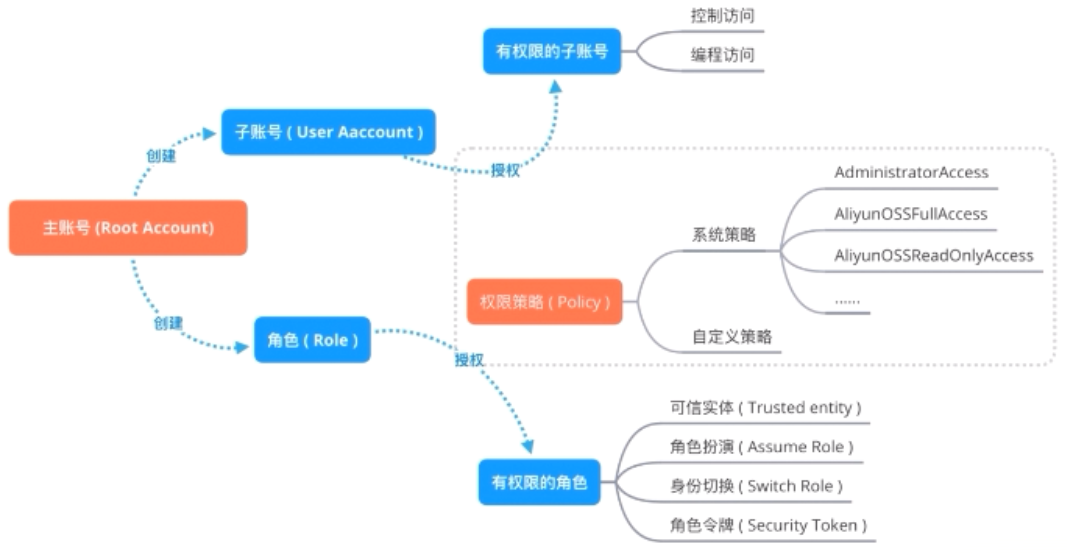 控制访问
有权限的子账号
编程访问
子账号 ( User Aaccount )
创建
授权
AdministratorAccess
AliyunOSSFullAccess
主账号 (Root Account)
系统策略
AliyunOSSReadOnlyAccess
权限策略 ( Policy )
......
创建
角色 ( Role )
自定义策略
授权
可信实体 ( Trusted entity )
角色扮演 ( Assume Role )
有权限的角色
身份切换 ( Switch Role )
角色令牌 ( Security Token )